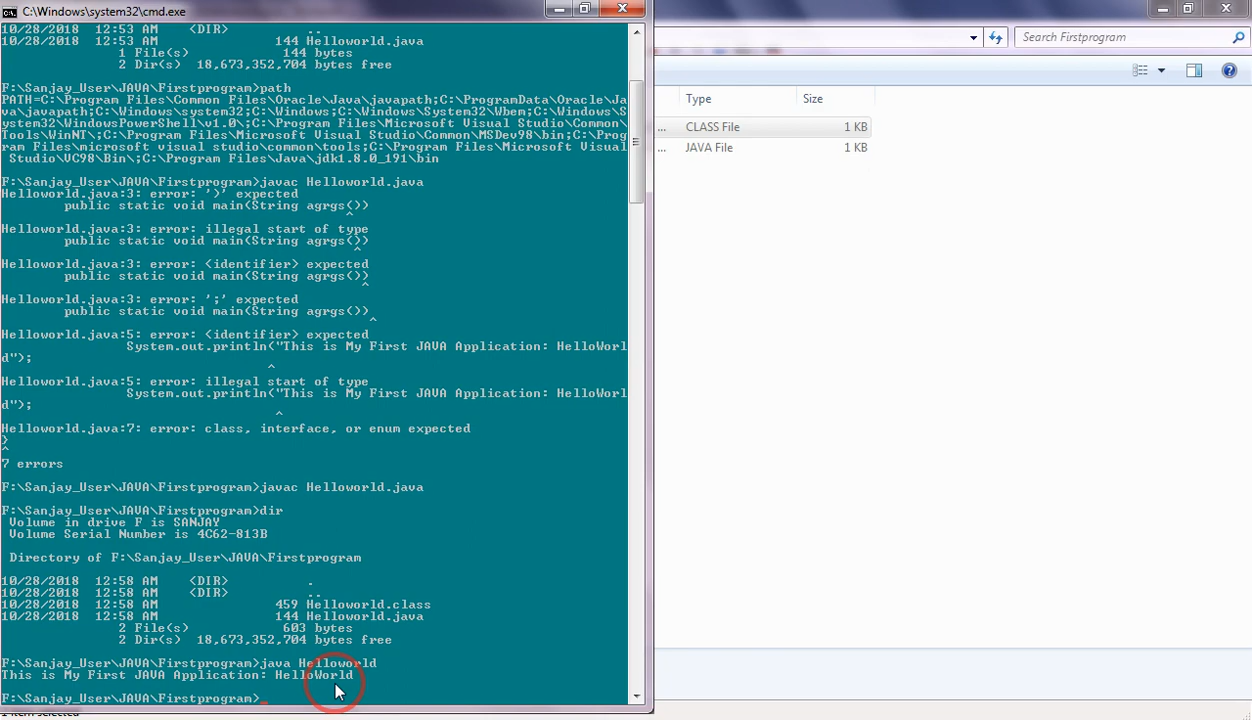 C:\Windows\system32\cmd.exe
10/28/2018  12:53 AM    <DIR>          ..
10/28/2018  12:53 AM               144 Helloworld.java
               1 File(s)            144 bytes
               2 Dir(s)  18,673,352,704 bytes free
F:\Sanjay_User\JAVA\Firstprogram>path
PATH=C:\Program Files\Common Files\Oracle\Java\javapath;C:\ProgramData\Oracle\Ja
va\javapath;C:\Windows\system32;C:\Windows;C:\Windows\System32\Wbem;C:\Windows\S
ystem32\WindowsPowerShell\v1.0\;C:\Program Files\Microsoft Visual Studio\Common\
Tools\WinNT\;C:\Program Files\Microsoft Visual Studio\Common\MSDev98\bin;C:\Prog
ram Files\microsoft visual studio\common\tools;C:\Program Files\Microsoft Visual
 Studio\VC98\Bin\;C:\Program Files\Java\jdk1.8.0_191\bin
F:\Sanjay_User\JAVA\Firstprogram>javac Helloworld.java
Helloworld.java:3: error: ')' expected
        public static void main(String agrgs())
                                            ^
Helloworld.java:3: error: illegal start of type
        public static void main(String agrgs())
                                             ^
Helloworld.java:3: error: <identifier> expected
        public static void main(String agrgs())
                                              ^
Helloworld.java:3: error: ';' expected
        public static void main(String agrgs())
                                               ^
Helloworld.java:5: error: <identifier> expected
                System.out.println("This is My First JAVA Application: HelloWorl
d");
                                  ^
Helloworld.java:5: error: illegal start of type
                System.out.println("This is My First JAVA Application: HelloWorl
d");
                                   ^
Helloworld.java:7: error: class, interface, or enum expected
}
^
7 errors
F:\Sanjay_User\JAVA\Firstprogram>javac Helloworld.java
F:\Sanjay_User\JAVA\Firstprogram>dir
 Volume in drive F is SANJAY
 Volume Serial Number is 4C62-813B
 Directory of F:\Sanjay_User\JAVA\Firstprogram
10/28/2018  12:58 AM    <DIR>          .
10/28/2018  12:58 AM    <DIR>          ..
10/28/2018  12:58 AM               459 Helloworld.class
10/28/2018  12:58 AM               144 Helloworld.java
               2 File(s)            603 bytes
               2 Dir(s)  18,673,352,704 bytes free
F:\Sanjay_User\JAVA\Firstprogram>java Helloworld
This is My First JAVA Application: HelloWorld
F:\Sanjay_User\JAVA\Firstprogram>_
Search Firstprogram
Type Size
... CLASS File 1 KB
... JAVA File 1 KB